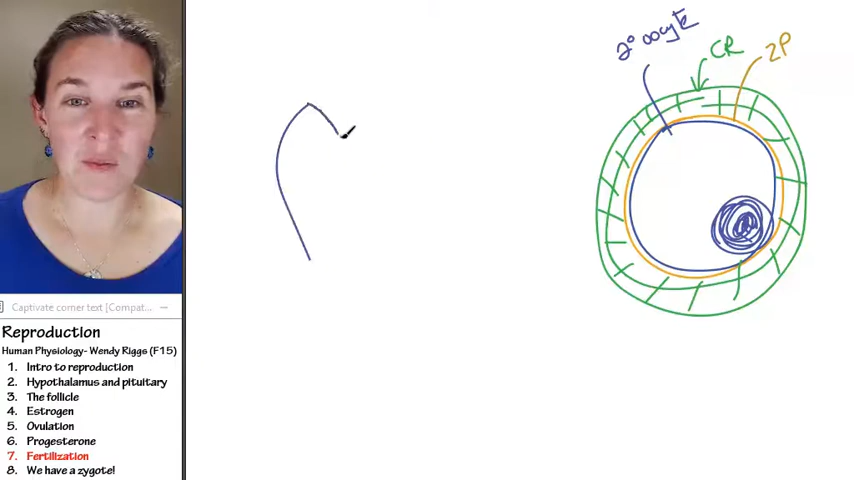 2° oocyte
CR
ZP
Captivate corner text [Compat...
Reproduction
Human Physiology- Wendy Riggs (F15)
1. Intro to reproduction
2. Hypothalamus and pituitary
3. The follicle
4. Estrogen
5. Ovulation
6. Progesterone
7. Fertilization
8. We have a zygote!